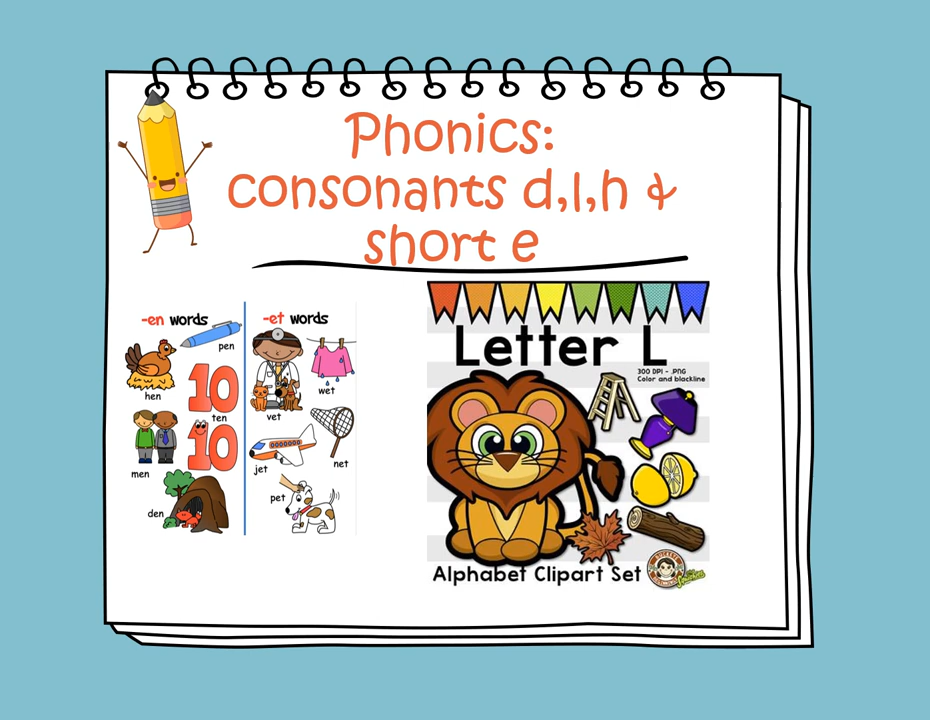 Phonics:
consonants d,l,h &
short e
-en words
pen
hen
10
ten
10
men
den
-et words
wet
vet
jet
net
pet
Letter L
300 DPI - .PNG
Color and blackline
Alphabet Clipart Set